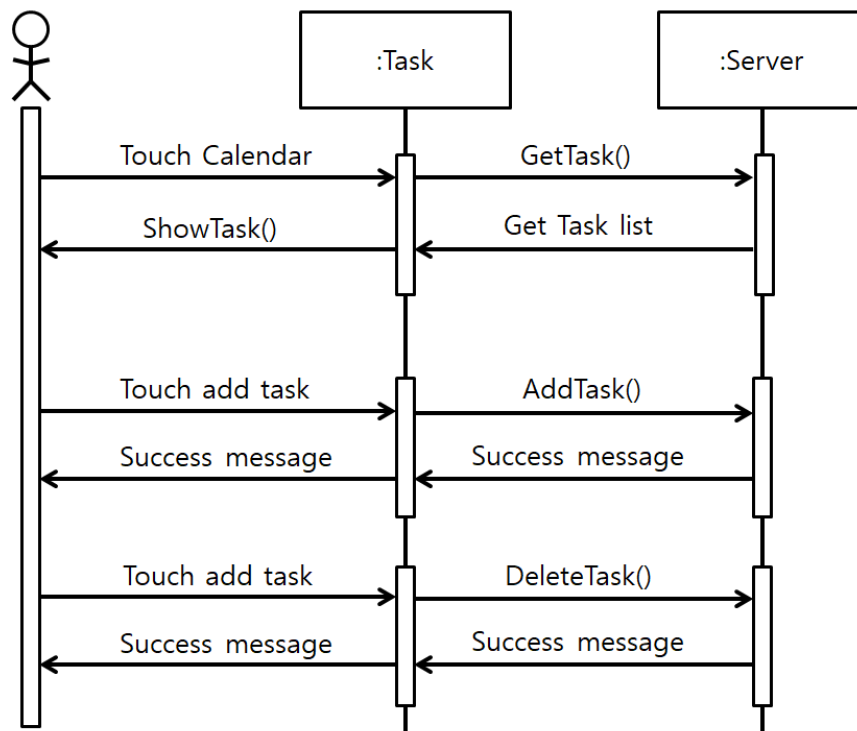 :Task
:Server
Touch Calendar
GetTask()
ShowTask()
Get Task list
Touch add task
AddTask()
Success message
Success message
Touch add task
DeleteTask()
Success message
Success message